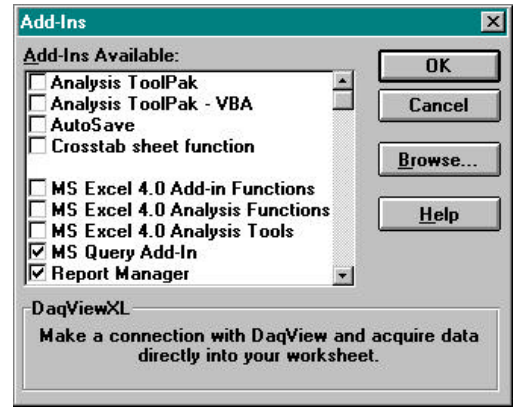 Add-Ins
Add-Ins Available:
Analysis ToolPak
Analysis ToolPak - VBA
AutoSave
Crosstab sheet function
MS Excel 4.0 Add-in Functions
MS Excel 4.0 Analysis Functions
MS Excel 4.0 Analysis Tools
MS Query Add-In
Report Manager
OK
Cancel
Browse...
Help
DaqViewXL
Make a connection with DaqView and acquire data
directly into your worksheet.